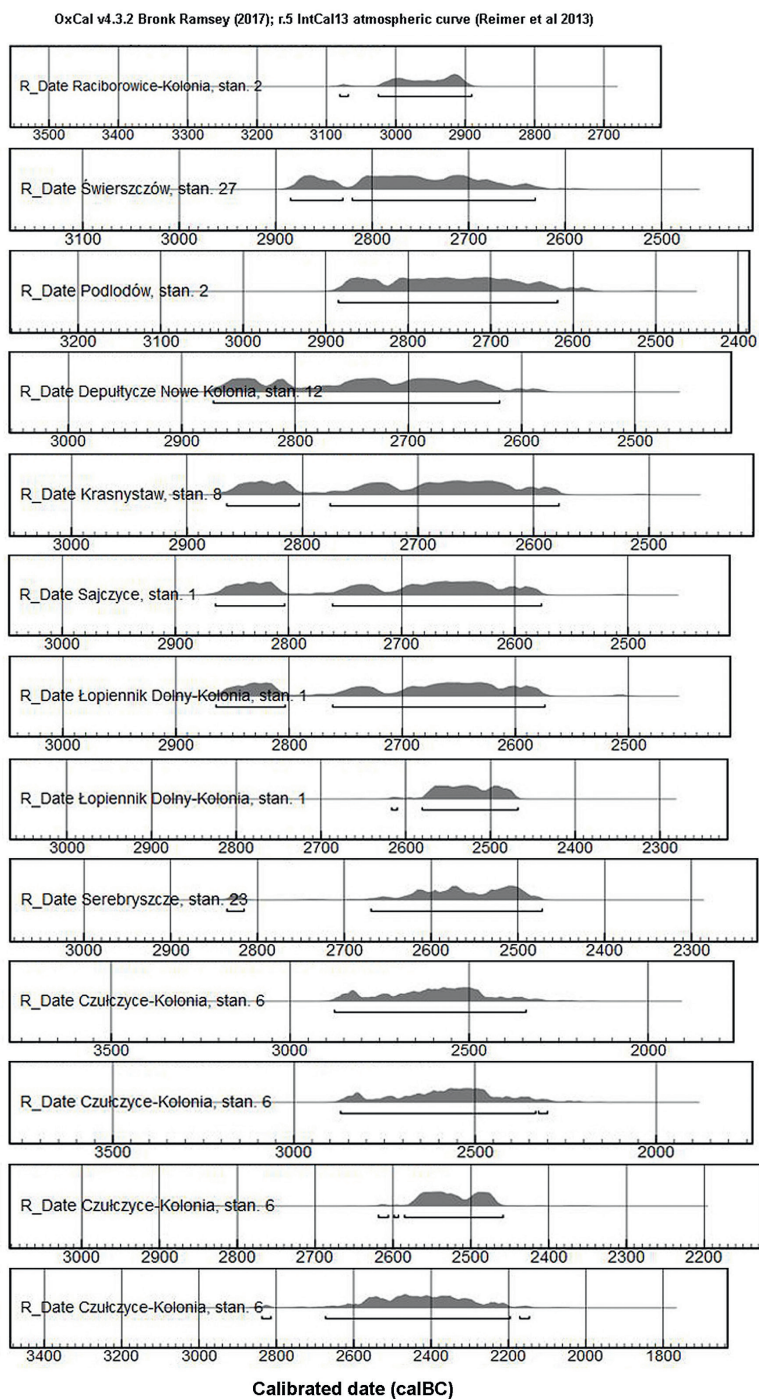 OxCal v4.3.2 Bronk Ramsey (2017); r.5 IntCal13 atmospheric curve (Reimer et al 2013)
R_Date Raciborowice-Kolonia, stan. 2
3500 3400 3300 3200 3100 3000 2900 2800 2700
R_Date Świerszczów, stan. 27
3100 3000 2900 2800 2700 2600 2500
R_Date Podlodów, stan. 2
3200 3100 3000 2900 2800 2700 2600 2500 2400
R_Date Depułtycze Nowe Kolonia, stan. 12
3000 2900 2800 2700 2600 2500
R_Date Krasnystaw, stan. 8
3000 2900 2800 2700 2600 2500
R_Date Sajczyce, stan. 1
3000 2900 2800 2700 2600 2500
R_Date Łopiennik Dolny-Kolonia, stan. 1
3000 2900 2800 2700 2600 2500
R_Date Łopiennik Dolny-Kolonia, stan. 1
3000 2900 2800 2700 2600 2500 2400 2300
R_Date Serebryszcze, stan. 23
3000 2900 2800 2700 2600 2500 2400 2300
R_Date Czułczyce-Kolonia, stan. 6
3500 3000 2500 2000
R_Date Czułczyce-Kolonia, stan. 6
3500 3000 2500 2000
R_Date Czułczyce-Kolonia, stan. 6
3000 2900 2800 2700 2600 2500 2400 2300 2200
R_Date Czułczyce-Kolonia, stan. 6
3400 3200 3000 2800 2600 2400 2200 2000 1800
Calibrated date (calBC)